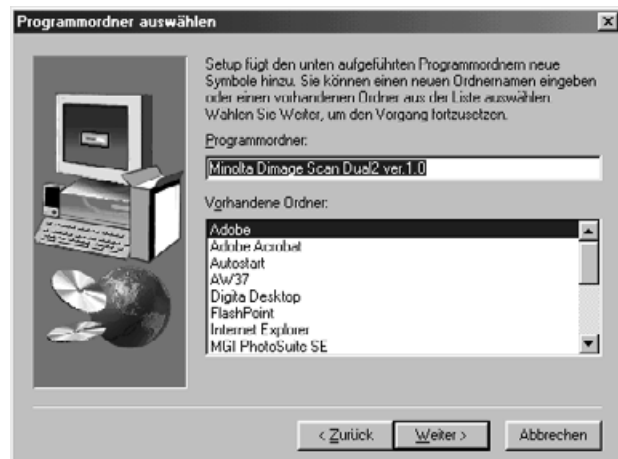 Programmordner auswählen
Setup fügt den unten aufgeführten Programmordnern neue
Symbole hinzu. Sie können einen neuen Ordnernamen eingeben
oder einen vorhandenen Ordner aus der Liste auswählen.
Wählen Sie Weiter, um den Vorgang fortzusetzen.
Programmordner:
Minolta Dimage Scan Dual2 ver.1.0
Vorhandene Ordner:
Adobe
Adobe Acrobat
Autostart
AW37
Digita Desktop
FlashPoint
Internet Explorer
MGI PhotoSuite SE
< Zurück
Weiter >
Abbrechen